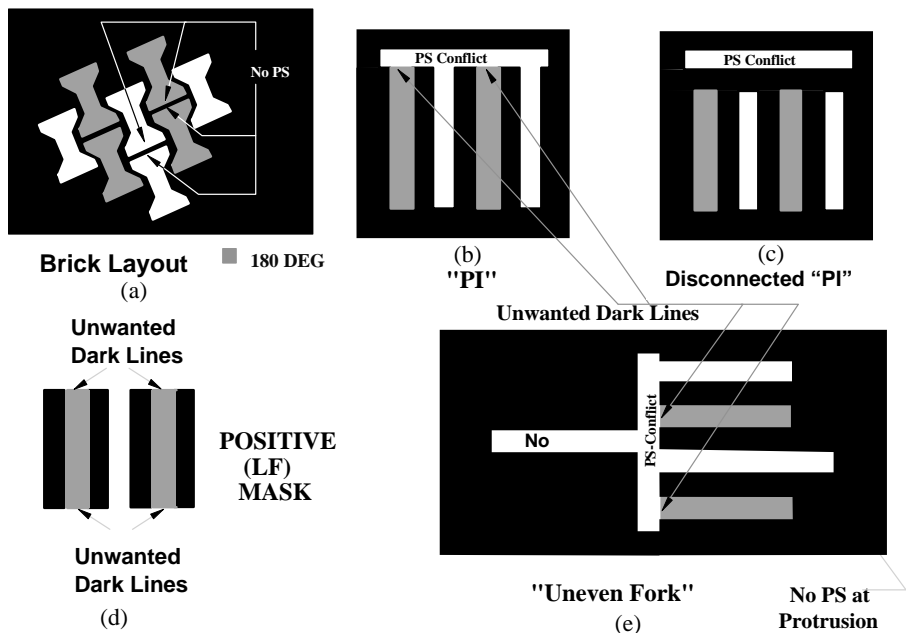 No PS
PS Conflict
PS Conflict
Brick Layout
180 DEG
(a)
(b)
"PI"
(c)
Disconnected “PI”
Unwanted Dark Lines
Unwanted
Dark Lines
POSITIVE
(LF)
MASK
Unwanted
Dark Lines
(d)
No
PS-Conflict
"Uneven Fork"
(e)
No PS at
Protrusion